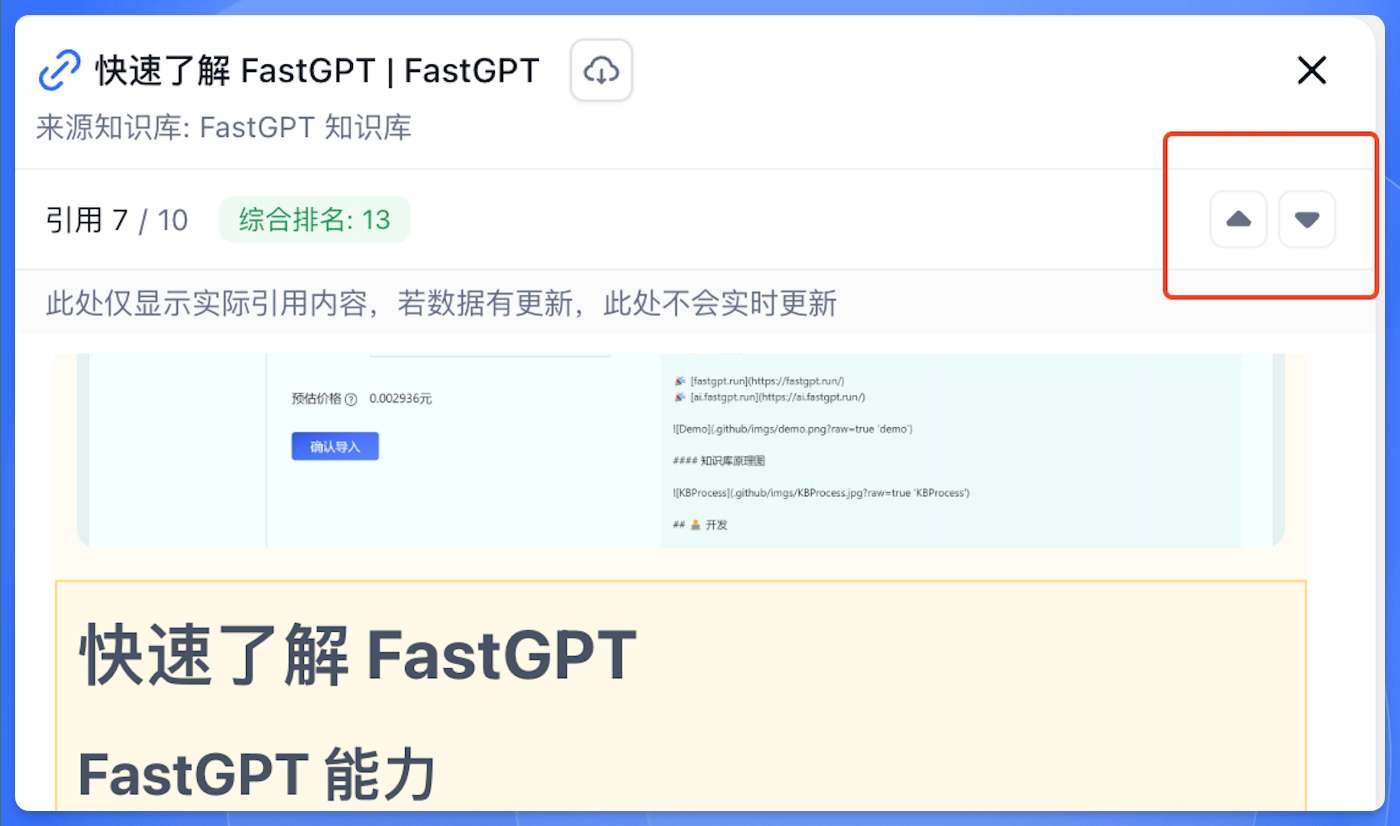 快速了解 FastGPT | FastGPT
来源知识库: FastGPT 知识库
引用 7 / 10 综合排名: 13
此处仅显示实际引用内容，若数据有更新，此处不会实时更新
预估价格 ? 0.002936元
确认导入
🎉 [fastgpt.run](https://fastgpt.run/)
🎉 [ai.fastgpt.run](https://ai.fastgpt.run/)
![Demo](.github/imgs/demo.png?raw=true 'demo')
#### 知识库原理图
![KBProcess](.github/imgs/KBProcess.jpg?raw=true 'KBProcess')
## 👨‍💻 开发
快速了解 FastGPT
FastGPT 能力